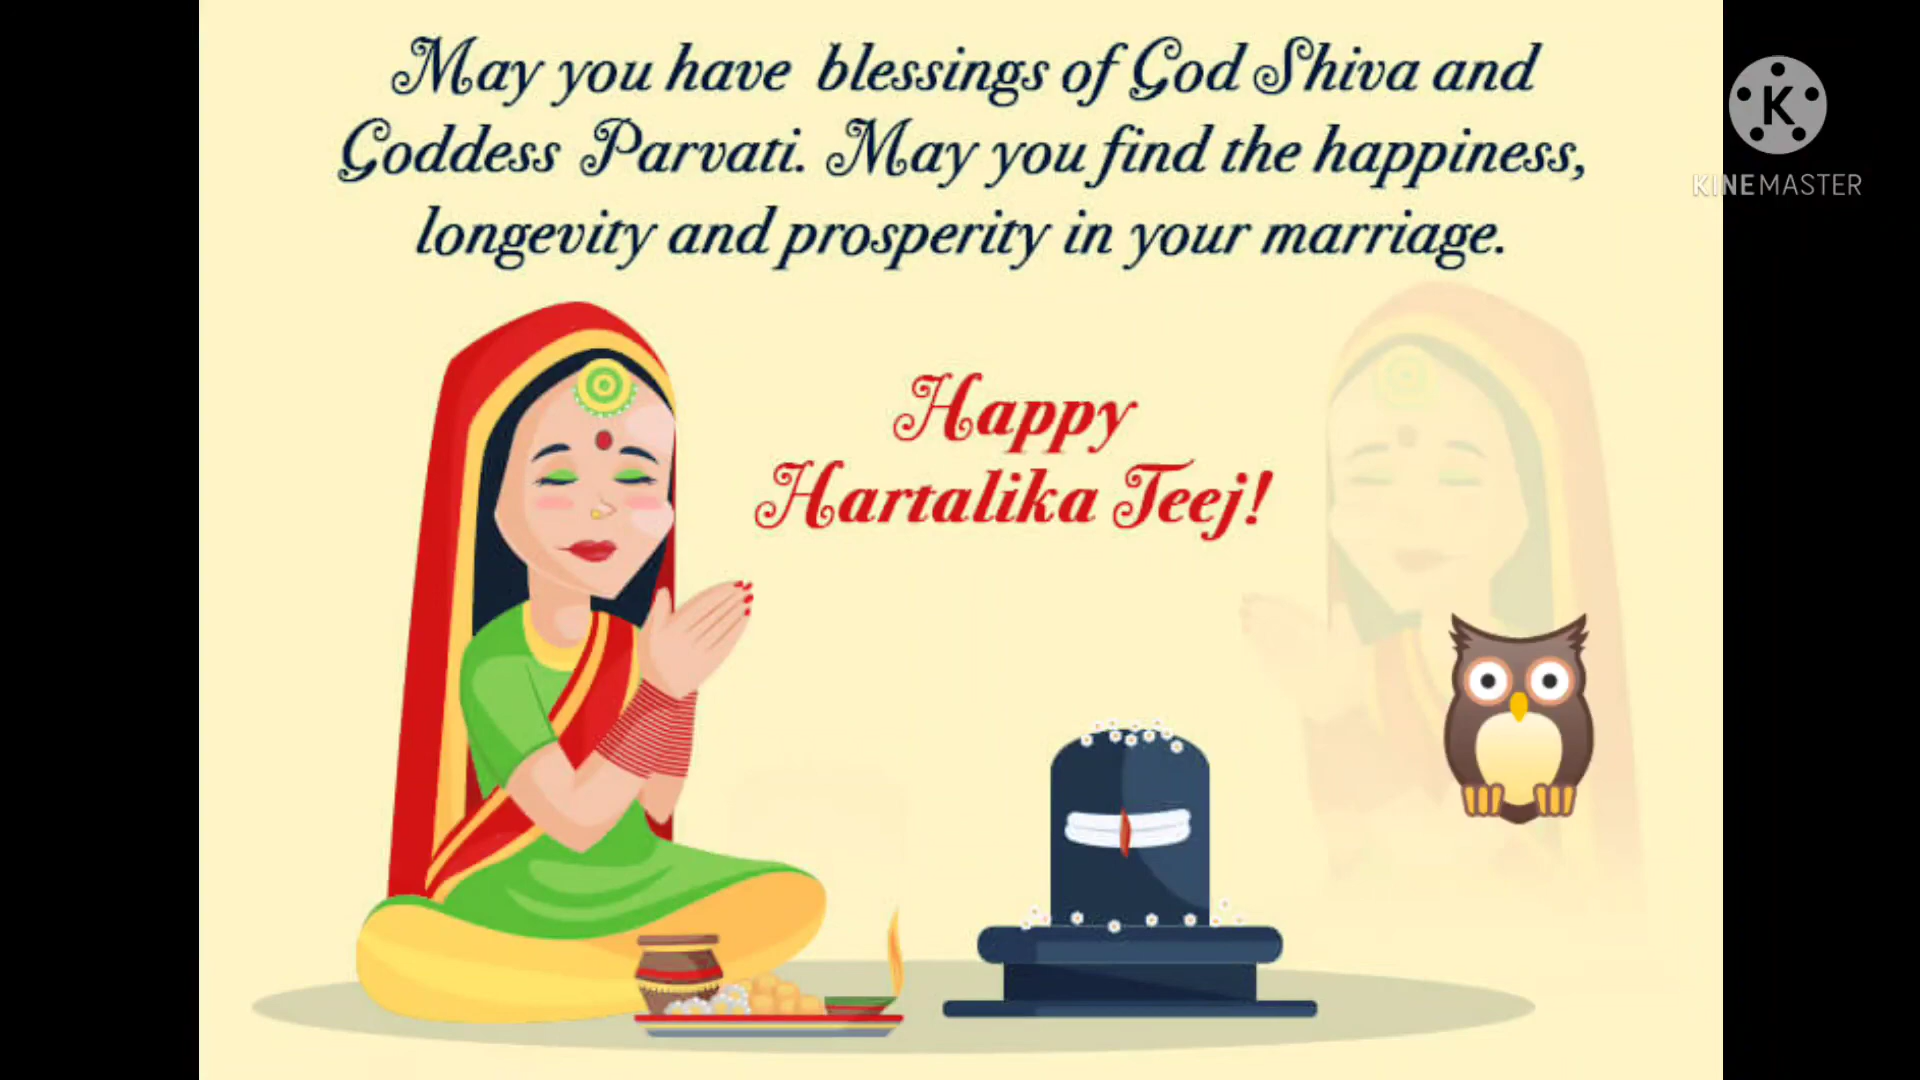 May you have blessings of God Shiva and
Goddess Parvati. May you find the happiness,
longevity and prosperity in your marriage.
Happy
Hartalika Teej!
K
KINEMASTER